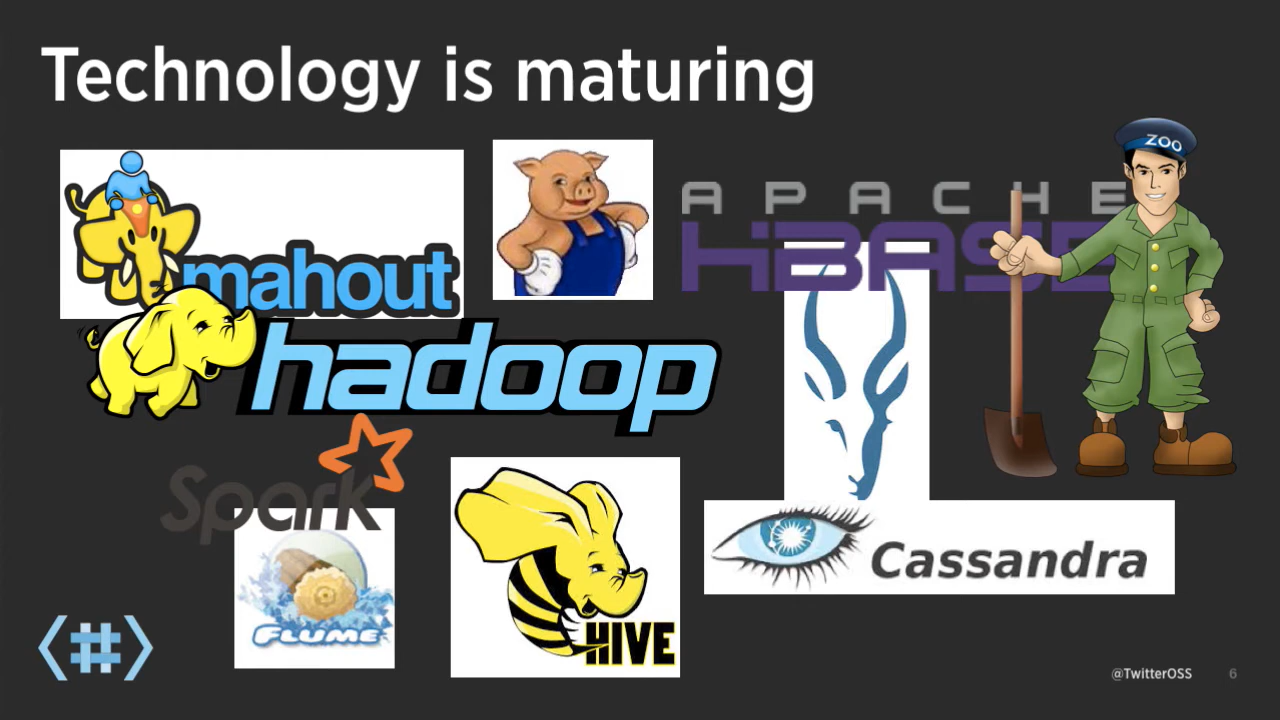 Technology is maturing
mahout
APACHE
HBASE
ZOO
hadoop
Spark
Cassandra
FLUME
HIVE
<#>
@TwitterOSS 6